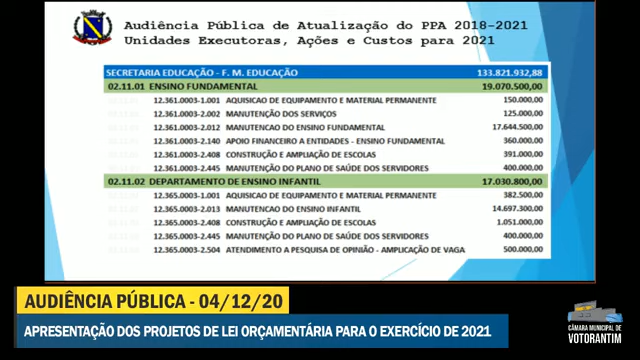 Audiência Pública de Atualização do PPA 2018-2021
Unidades Executoras, Ações e Custos para 2021
SECRETARIA EDUCAÇÃO - F. M. EDUCAÇÃO 133.821.932,88
02.11.01 ENSINO FUNDAMENTAL 19.070.500,00
12.361.0003-1.001 AQUISICAO DE EQUIPAMENTO E MATERIAL PERMANENTE 150.000,00
12.361.0003-2.002 MANUTENÇÃO DOS SERVIÇOS 125.000,00
12.361.0003-2.012 MANUTENCAO DO ENSINO FUNDAMENTAL 17.644.500,00
12.361.0003-2.140 APOIO FINANCEIRO A ENTIDADES - ENSINO FUNDAMENTAL 360.000,00
12.361.0003-2.408 CONSTRUÇÃO E AMPLIAÇÃO DE ESCOLAS 391.000,00
12.361.0003-2.445 MANUTENÇÃO DO PLANO DE SAÚDE DOS SERVIDORES 400.000,00
02.11.02 DEPARTAMENTO DE ENSINO INFANTIL 17.030.800,00
12.365.0003-1.001 AQUISICAO DE EQUIPAMENTO E MATERIAL PERMANENTE 382.500,00
12.365.0003-2.013 MANUTENCAO DO ENSINO INFANTIL 14.697.300,00
12.365.0003-2.408 CONSTRUÇÃO E AMPLIAÇÃO DE ESCOLAS 1.051.000,00
12.365.0003-2.445 MANUTENÇÃO DO PLANO DE SAÚDE DOS SERVIDORES 400.000,00
12.365.0003-2.504 ATENDIMENTO A PESQUISA DE OPINIÃO - AMPLICAÇÃO DE VAGA 500.000,00
AUDIÊNCIA PÚBLICA - 04/12/20
APRESENTAÇÃO DOS PROJETOS DE LEI ORÇAMENTÁRIA PARA O EXERCÍCIO DE 2021
CÂMARA MUNICIPAL DE
VOTORANTIM